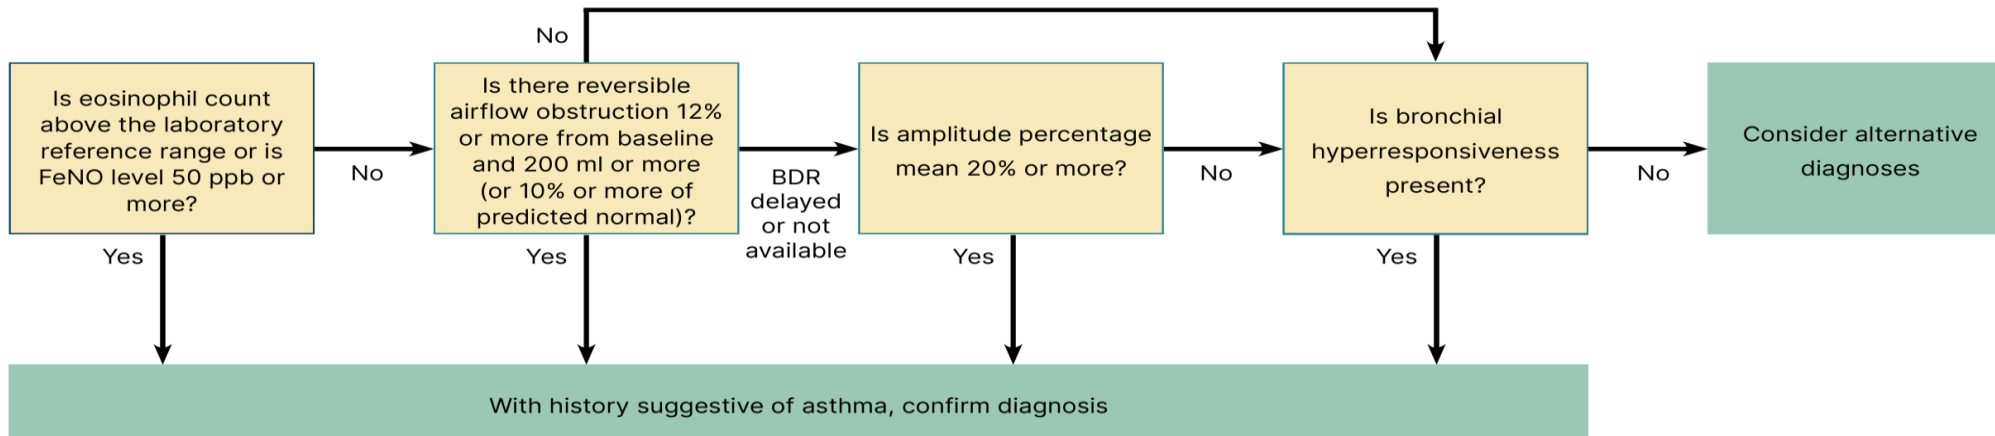 No
Is eosinophil count
above the laboratory
reference range or is
FeNO level 50 ppb or
more?
No
Yes
Is there reversible
airflow obstruction 12%
or more from baseline
and 200 ml or more
(or 10% or more of
predicted normal)?
BDR
delayed
or not
available
Yes
Is amplitude percentage
mean 20% or more?
No
Yes
Is bronchial
hyperresponsiveness
present?
No
Yes
Consider alternative
diagnoses
With history suggestive of asthma, confirm diagnosis